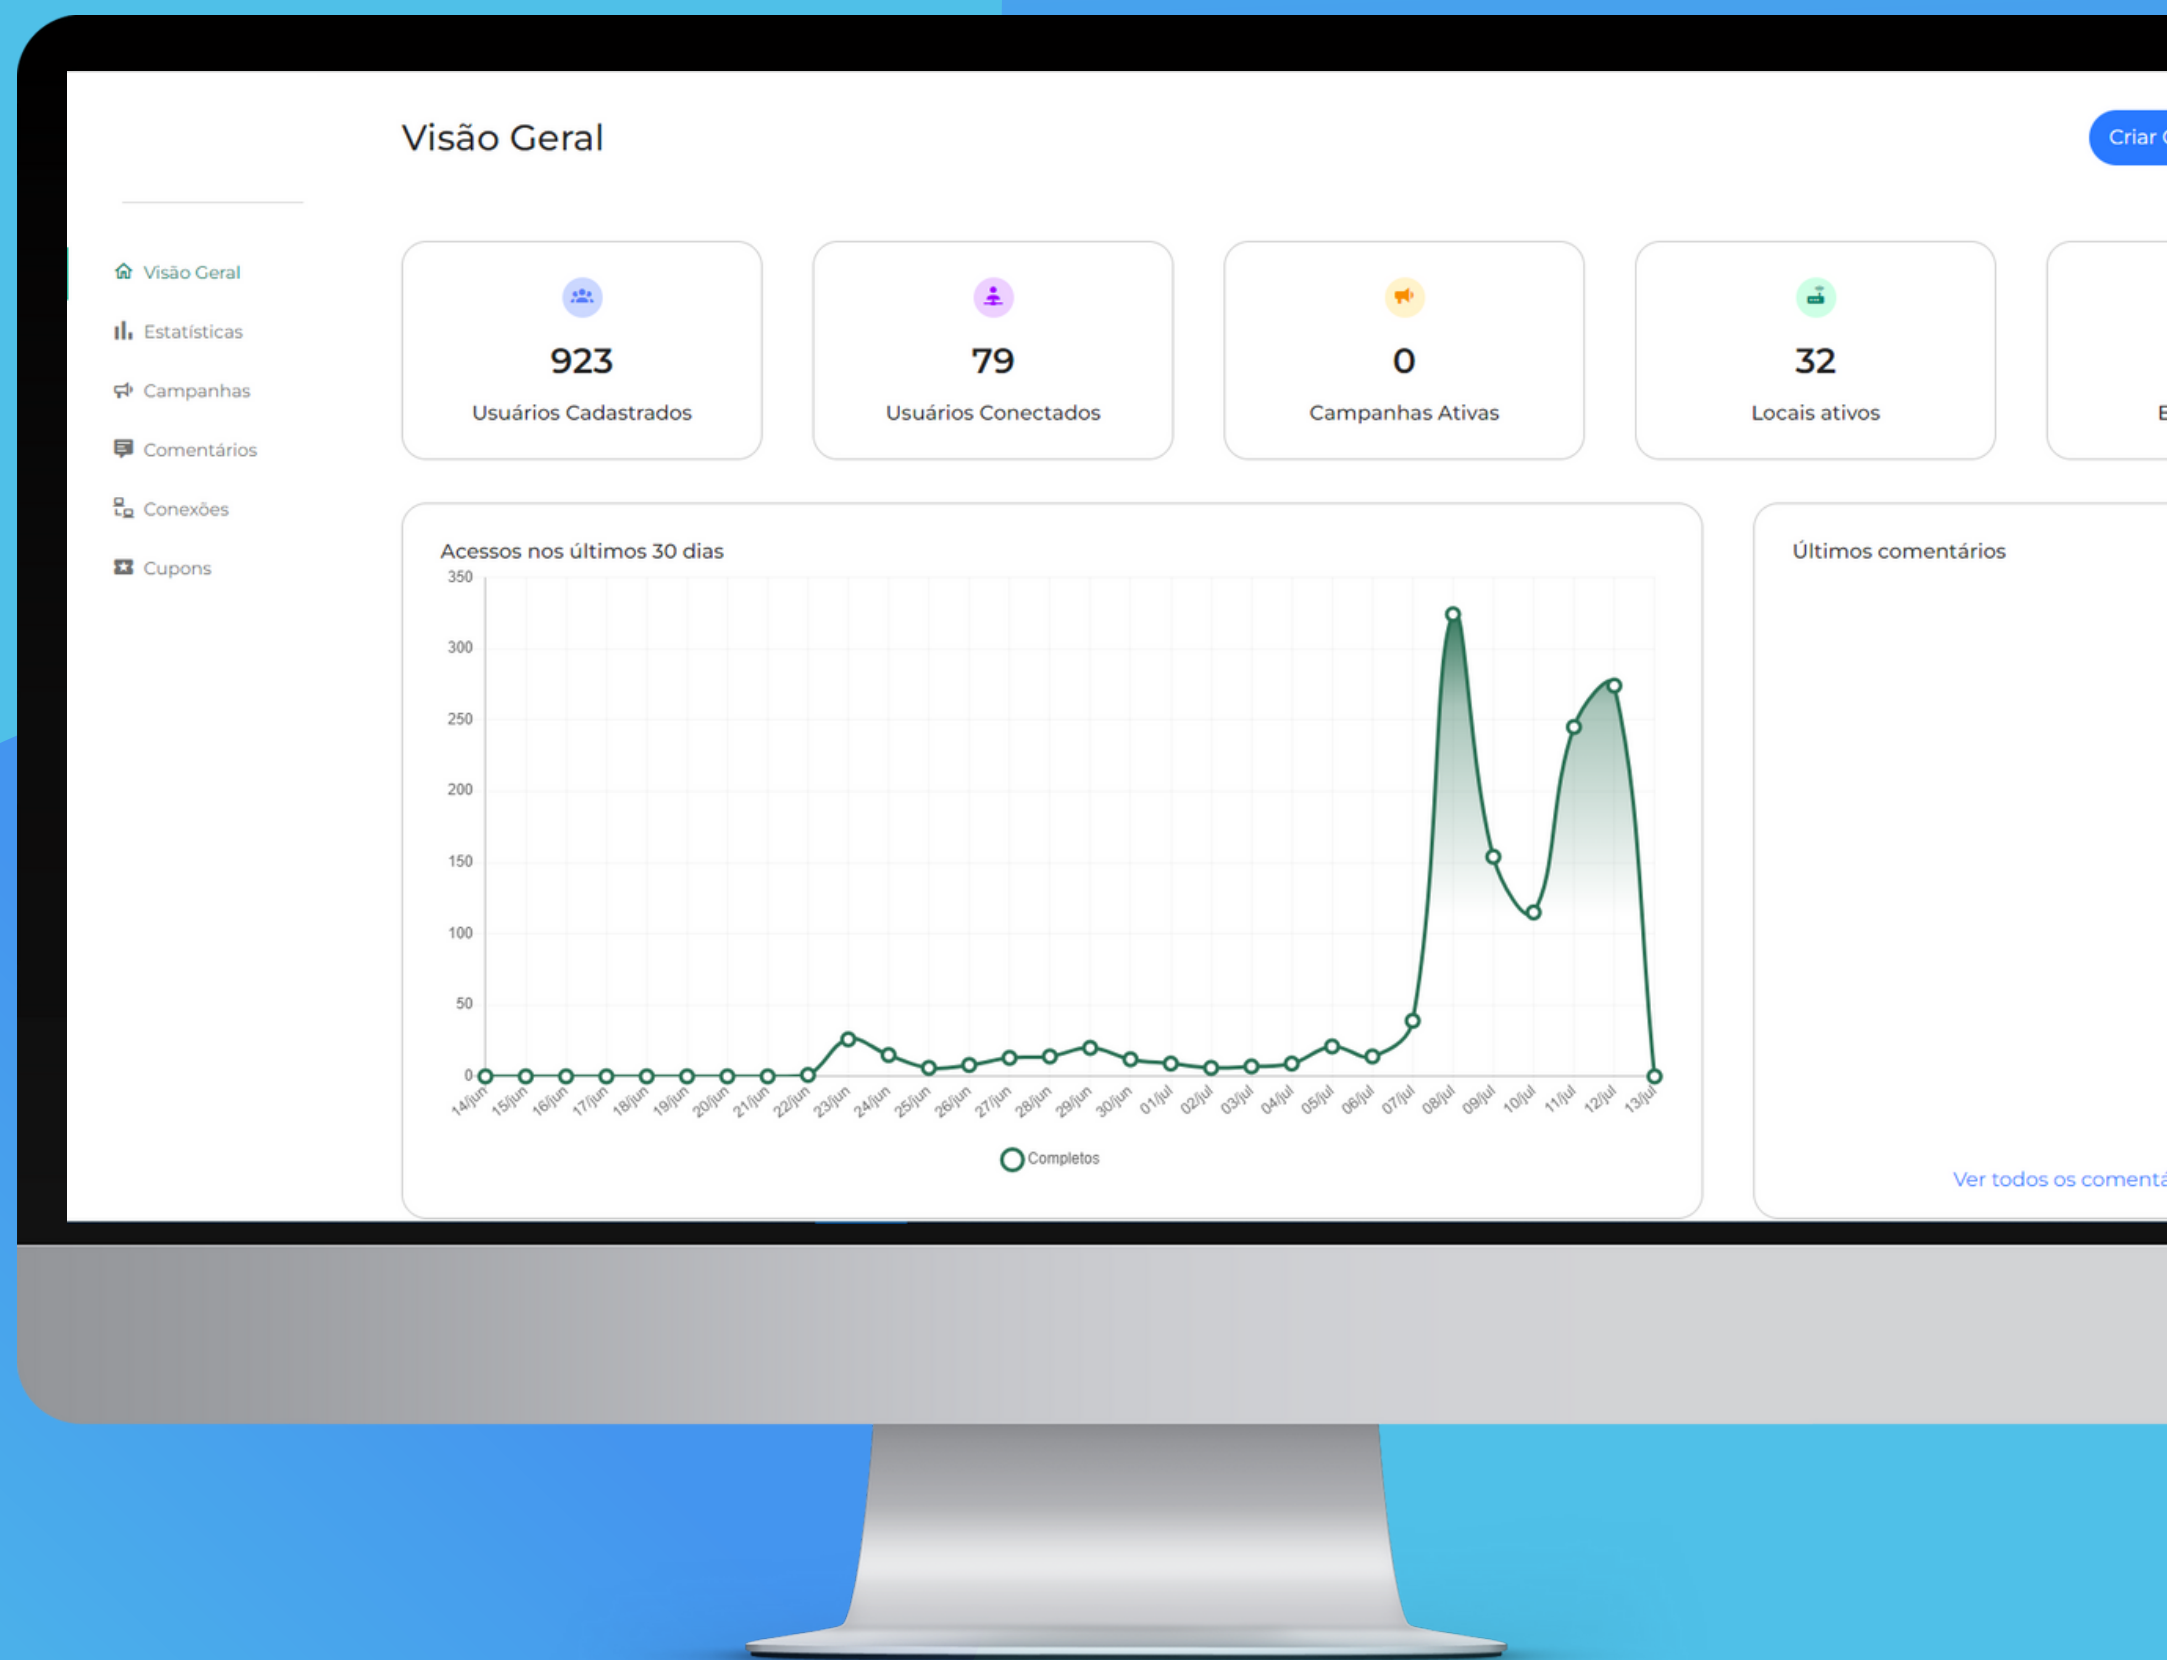 Visão Geral
Criar
Visão Geral
Estatísticas
Campanhas
Comentários
Conexões
Cupons
923
Usuários Cadastrados
79
Usuários Conectados
0
Campanhas Ativas
32
Locais ativos
Acessos nos últimos 30 dias
350
300
250
200
150
100
50
0
14/jun 15/jun 16/jun 17/jun 18/jun 19/jun 20/jun 21/jun 22/jun 23/jun 24/jun 25/jun 26/jun 27/jun 28/jun 29/jun 30/jun 01/jul 02/jul 03/jul 04/jul 05/jul 06/jul 07/jul 08/jul 09/jul 10/jul 11/jul 12/jul 13/jul
Completos
Últimos comentários
Ver todos os comentá